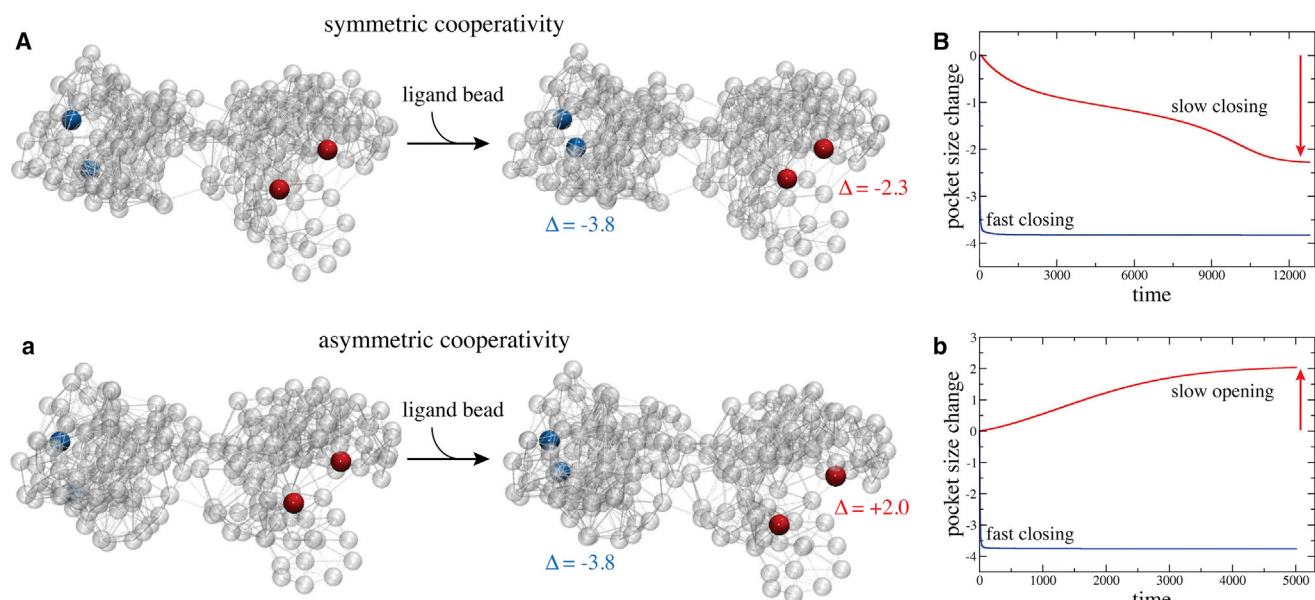 A
symmetric cooperativity
ligand bead
Δ = -3.8
Δ = -2.3
B
pocket size change
0
-1
-2
-3
-4
slow closing
fast closing
0
3000
6000
9000
12000
time
a
asymmetric cooperativity
ligand bead
Δ = -3.8
Δ = +2.0
b
pocket size change
3
2
1
0
-1
-2
-3
-4
slow opening
fast closing
0
1000
2000
3000
4000
5000
time